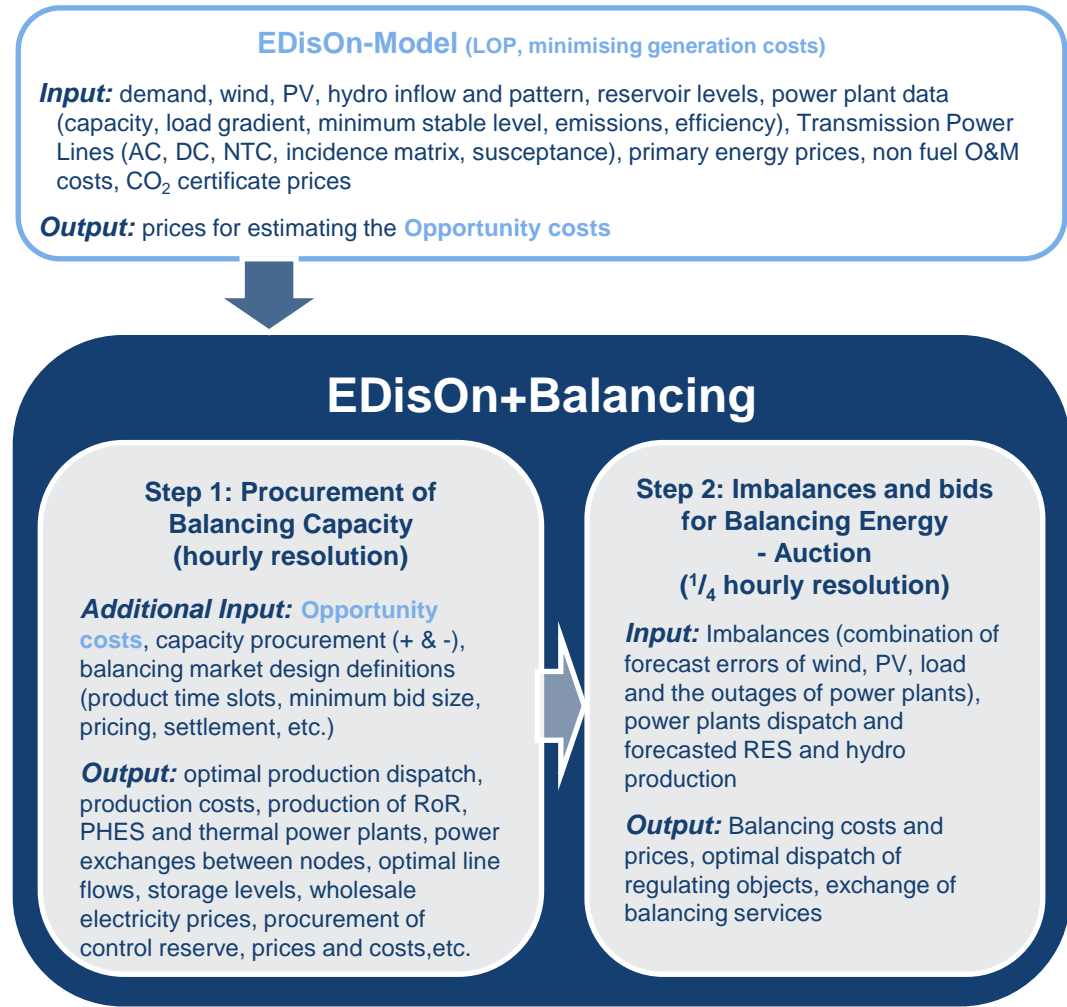 EDisOn-Model (LOP, minimising generation costs)
Input: demand, wind, PV, hydro inflow and pattern, reservoir levels, power plant data
(capacity, load gradient, minimum stable level, emissions, efficiency), Transmission Power
Lines (AC, DC, NTC, incidence matrix, susceptance), primary energy prices, non fuel O&M
costs, CO₂ certificate prices
Output: prices for estimating the Opportunity costs
EDisOn+Balancing
Step 1: Procurement of
Balancing Capacity
(hourly resolution)
Additional Input: Opportunity
costs, capacity procurement (+ & -),
balancing market design definitions
(product time slots, minimum bid size,
pricing, settlement, etc.)
Output: optimal production dispatch,
production costs, production of RoR,
PHES and thermal power plants, power
exchanges between nodes, optimal line
flows, storage levels, wholesale
electricity prices, procurement of
control reserve, prices and costs,etc.
Step 2: Imbalances and bids
for Balancing Energy
- Auction
(¹/₄ hourly resolution)
Input: Imbalances (combination of
forecast errors of wind, PV, load
and the outages of power plants),
power plants dispatch and
forecasted RES and hydro
production
Output: Balancing costs and
prices, optimal dispatch of
regulating objects, exchange of
balancing services